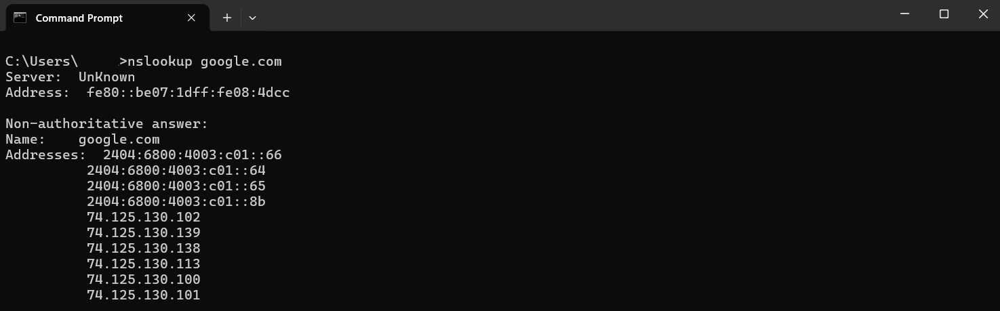 Command Prompt
C:\Users\     >nslookup google.com
Server:  UnKnown
Address:  fe80::be07:1dff:fe08:4dcc
Non-authoritative answer:
Name:    google.com
Addresses:  2404:6800:4003:c01::66
          2404:6800:4003:c01::64
          2404:6800:4003:c01::65
          2404:6800:4003:c01::8b
          74.125.130.102
          74.125.130.139
          74.125.130.138
          74.125.130.113
          74.125.130.100
          74.125.130.101